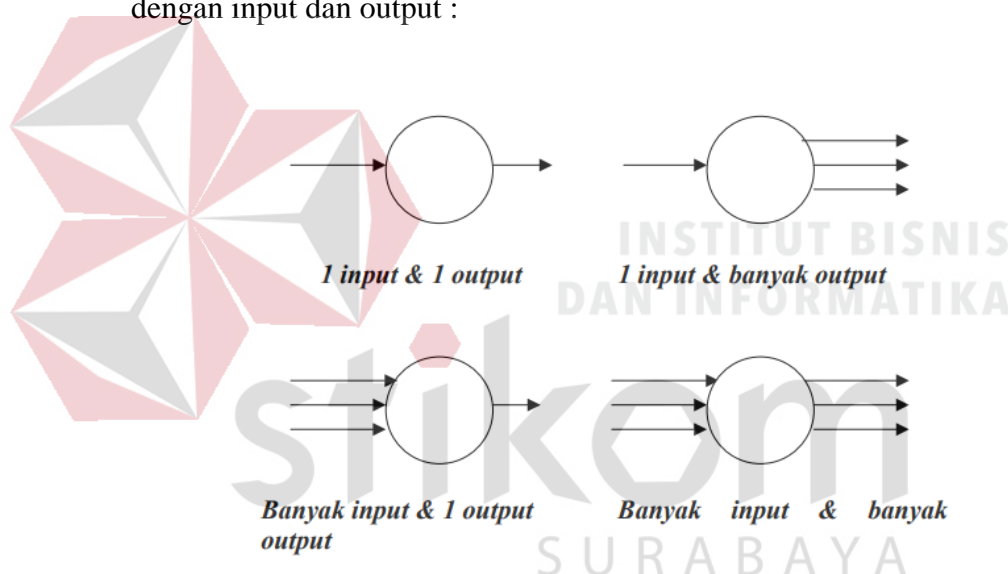 dengan input dan output :
INSTITUT BISNIS
DAN INFORMATIKA
1 input & 1 output
1 input & banyak output
stikom
Banyak input & 1 output
output
Banyak input & banyak
SURABAYA